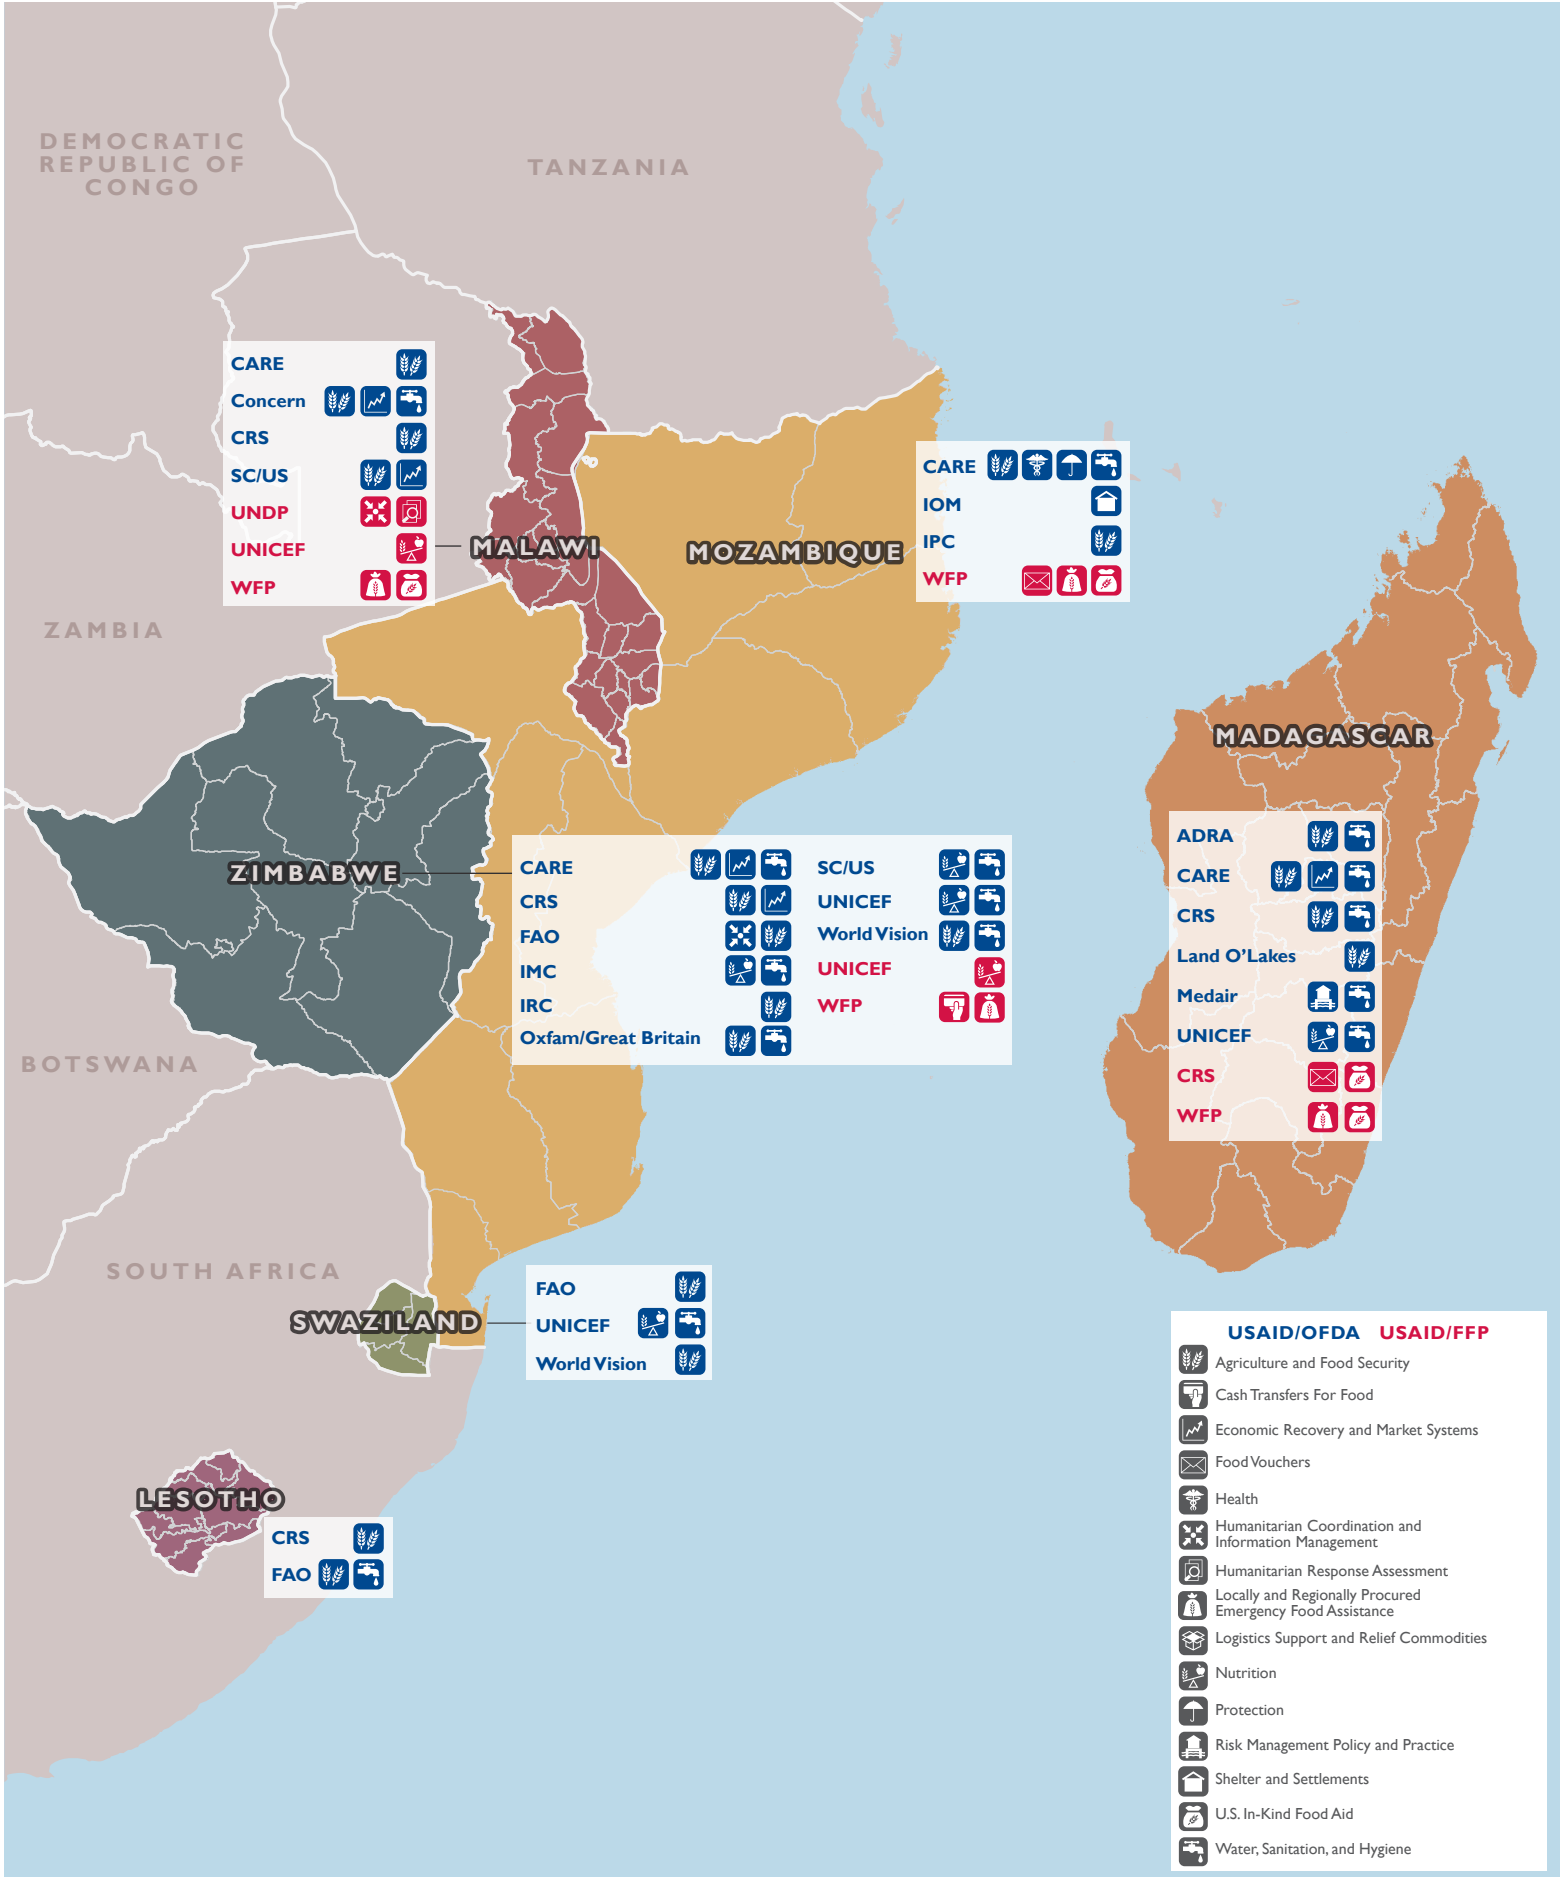 DEMOCRATIC
REPUBLIC OF
CONGO
TANZANIA
CARE
Concern
CRS
SC/US
UNDP
UNICEF
WFP
MALAWI
MOZAMBIQUE
CARE
IOM
IPC
WFP
ZAMBIA
MADAGASCAR
ADRA
CARE
CRS
Land O'Lakes
Medair
UNICEF
CRS
WFP
ZIMBABWE
CARE
CRS
FAO
IMC
IRC
Oxfam/Great Britain
SC/US
UNICEF
World Vision
UNICEF
WFP
BOTSWANA
SOUTH AFRICA
SWAZILAND
FAO
UNICEF
World Vision
LESOTHO
CRS
FAO
USAID/OFDA USAID/FFP
Agriculture and Food Security
Cash Transfers For Food
Economic Recovery and Market Systems
Food Vouchers
Health
Humanitarian Coordination and
Information Management
Humanitarian Response Assessment
Locally and Regionally Procured
Emergency Food Assistance
Logistics Support and Relief Commodities
Nutrition
Protection
Risk Management Policy and Practice
Shelter and Settlements
U.S. In-Kind Food Aid
Water, Sanitation, and Hygiene